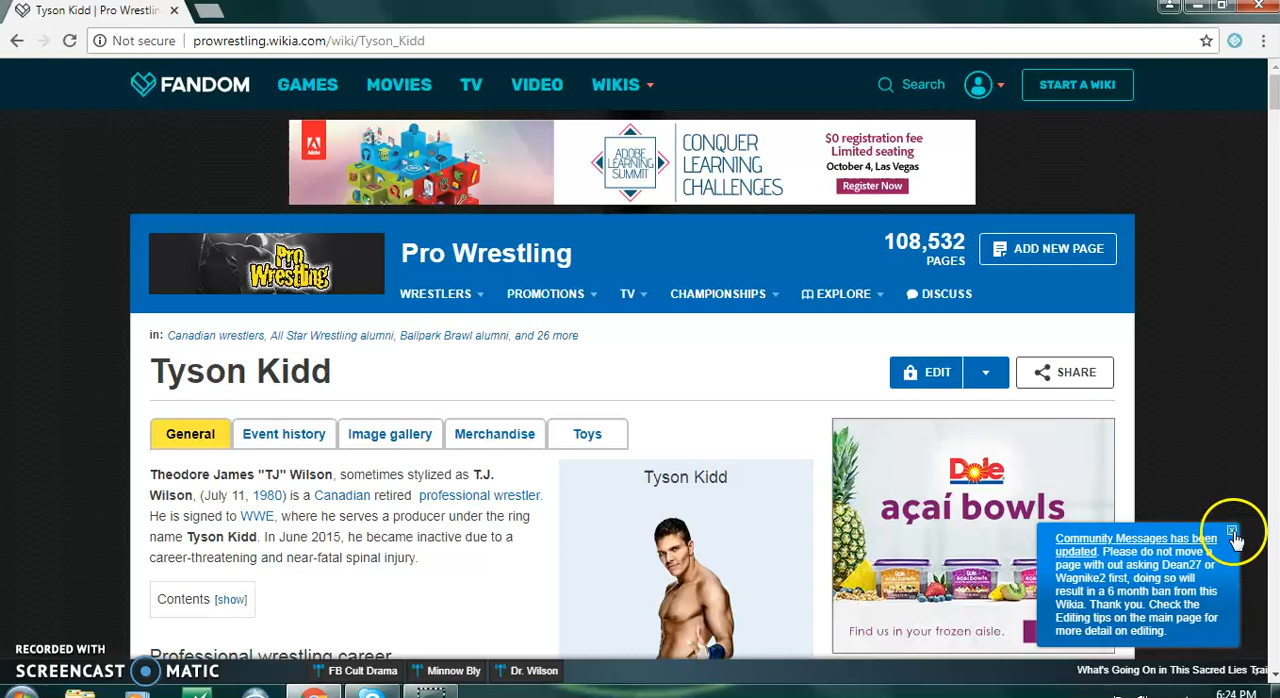 Tyson Kidd | Pro Wrestlin
Not secure | prowrestling.wikia.com/wiki/Tyson_Kidd
FANDOM GAMES MOVIES TV VIDEO WIKIS Search START A WIKI
Adobe
ADOBE
LEARNING
SUMMIT
CONQUER
LEARNING
CHALLENGES
$0 registration fee
Limited seating
October 4, Las Vegas
Register Now
Pro
Wrestling
Pro Wrestling
108,532
PAGES
ADD NEW PAGE
WRESTLERS PROMOTIONS TV CHAMPIONSHIPS EXPLORE DISCUSS
in: Canadian wrestlers, All Star Wrestling alumni, Ballpark Brawl alumni, and 26 more
Tyson Kidd
EDIT SHARE
General Event history Image gallery Merchandise Toys
Theodore James "TJ" Wilson, sometimes stylized as T.J.
Wilson, (July 11, 1980) is a Canadian retired professional wrestler.
He is signed to WWE, where he serves a producer under the ring
name Tyson Kidd. In June 2015, he became inactive due to a
career-threatening and near-fatal spinal injury.
Contents [show]
Professional wrestling career
Tyson Kidd
Dole
açaí bowls
Find us in your frozen aisle.
Community Messages has been
updated. Please do not move a
page with out asking Dean27 or
Wagnike2 first, doing so will
result in a 6 month ban from this
Wikia. Thank you. Check the
Editing tips on the main page for
more detail on editing.
RECORDED WITH
SCREENCAST MATIC
FB Cult Drama Minnow Bly Dr. Wilson
What's Going On in This Sacred Lies Trai
6:24 PM